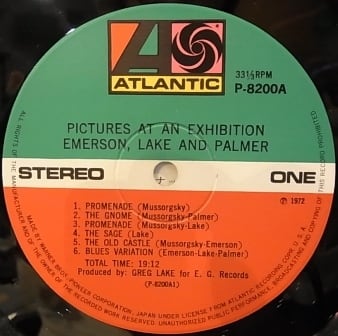 ATLANTIC
33⅓ RPM
P-8200A
PICTURES AT AN EXHIBITION
EMERSON, LAKE AND PALMER
STEREO
ONE
℗ 1972
1. PROMENADE (Mussorgsky)
2. THE GNOME (Mussorgsky-Palmer)
3. PROMENADE (Mussorgsky-Lake)
4. THE SAGE (Lake)
5. THE OLD CASTLE (Mussorgsky-Emerson)
6. BLUES VARIATION (Emerson-Lake-Palmer)
TOTAL TIME: 19:12
Produced by: GREG LAKE for E. G. Records
(P-8200A1)
MADE BY WARNER BROS. PIONEER CORPORATION, JAPAN UNDER LICENSE FROM ATLANTIC RECORDING CORP., U.S.A.
ALL RIGHTS OF THE MANUFACTURER AND OF THE OWNER OF THE RECORDED WORK RESERVED. UNAUTHORIZED PUBLIC PERFORMANCE, BROADCASTING AND COPYING OF THIS RECORD PROHIBITED.